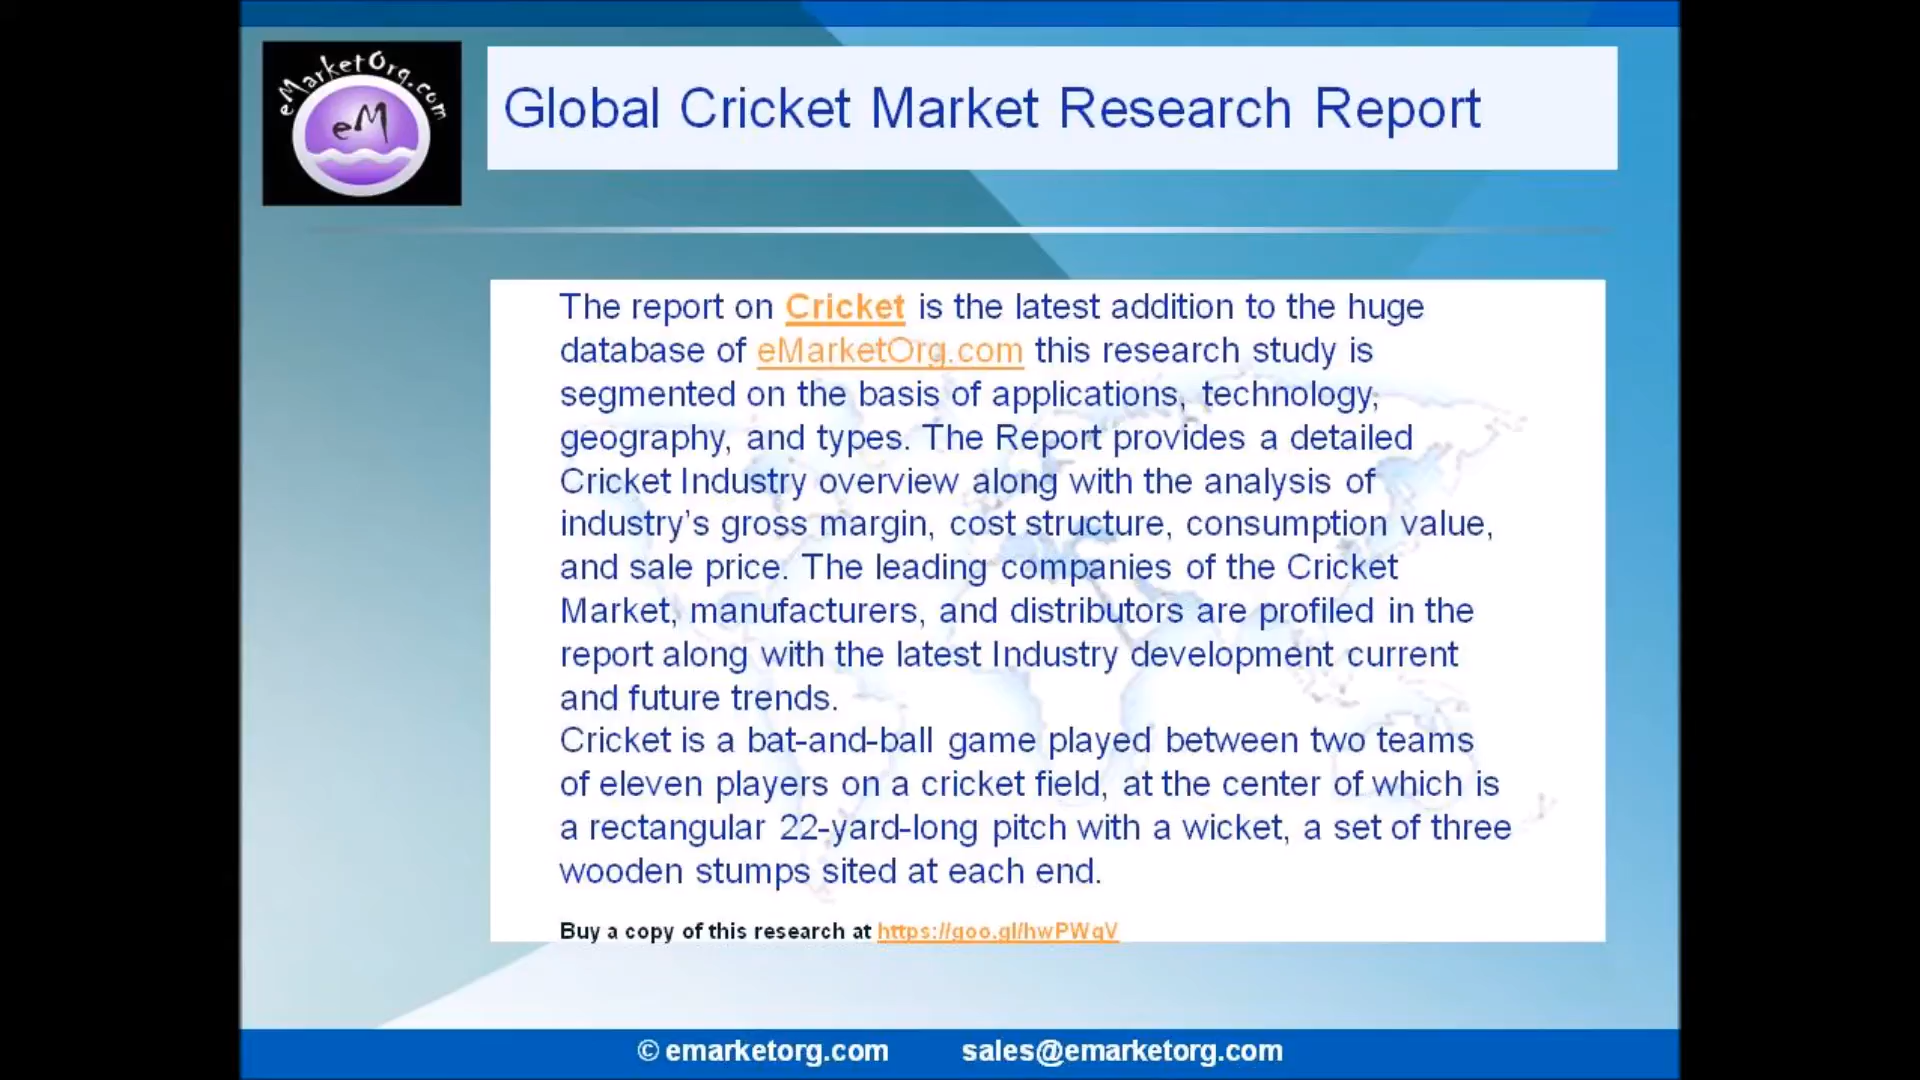 eMarketOrg.com
eM
Global Cricket Market Research Report
The report on Cricket is the latest addition to the huge
database of eMarketOrg.com this research study is
segmented on the basis of applications, technology,
geography, and types. The Report provides a detailed
Cricket Industry overview along with the analysis of
industry’s gross margin, cost structure, consumption value,
and sale price. The leading companies of the Cricket
Market, manufacturers, and distributors are profiled in the
report along with the latest Industry development current
and future trends.
Cricket is a bat-and-ball game played between two teams
of eleven players on a cricket field, at the center of which is
a rectangular 22-yard-long pitch with a wicket, a set of three
wooden stumps sited at each end.
Buy a copy of this research at https://goo.gl/hwPWqV
© emarketorg.com sales@emarketorg.com